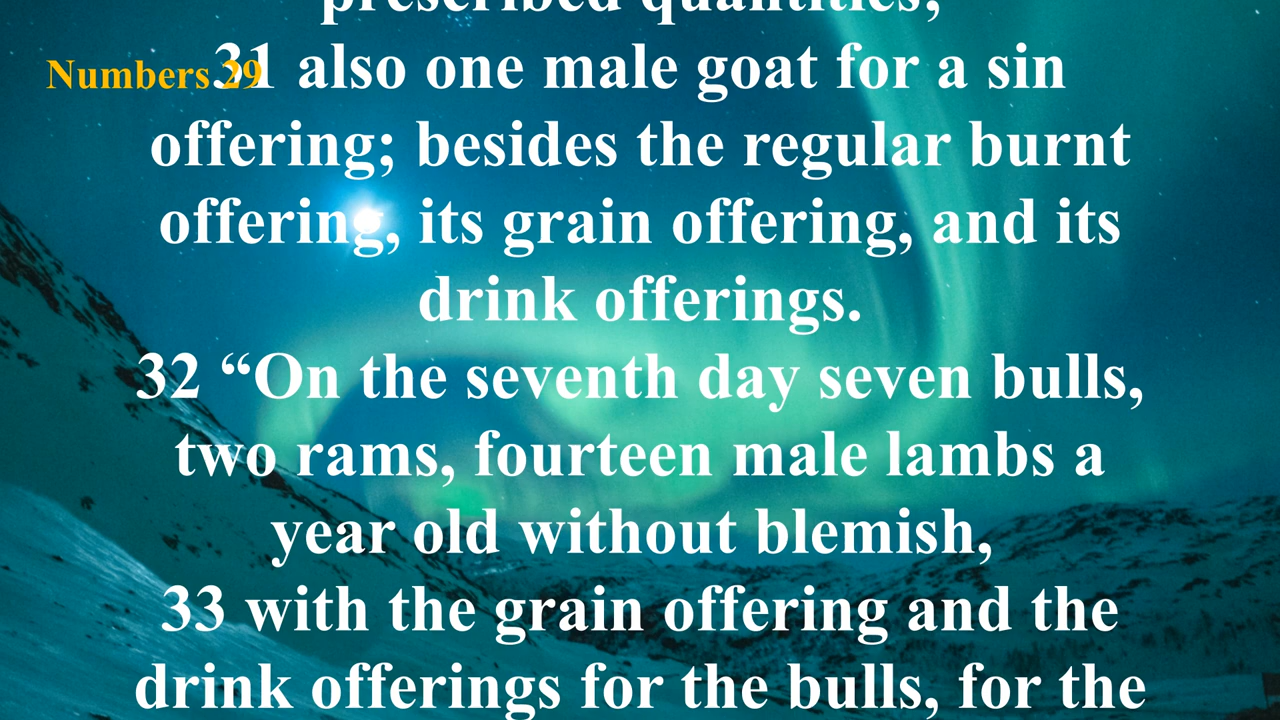 prescribed quantities;
Numbers 29
31 also one male goat for a sin
offering; besides the regular burnt
offering, its grain offering, and its
drink offerings.
32 “On the seventh day seven bulls,
two rams, fourteen male lambs a
year old without blemish,
33 with the grain offering and the
drink offerings for the bulls, for the